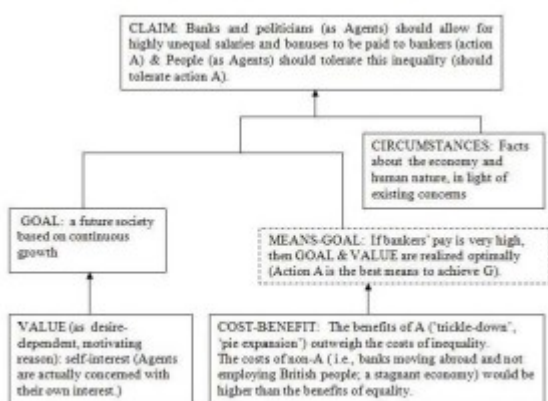 CLAIM: Banks and politicians (as Agents) should allow for
highly unequal salaries and bonuses to be paid to bankers (action
A) & People (as Agents) should tolerate this inequality (should
tolerate action A).
CIRCUMSTANCES: Facts
about the economy and
human nature, in light of
existing concerns
GOAL: a future society
based on continuous
growth
MEANS-GOAL: If bankers' pay is very high,
then GOAL & VALUE are realized optimally
(Action A is the best means to achieve G).
VALUE (as desire-
dependent, motivating
reason): self-interest (Agents
are actually concerned with
their own interest.)
COST-BENEFIT: The benefits of A ('trickle-down',
'pie expansion') outweigh the costs of inequality.
The costs of non-A (i.e., banks moving abroad and not
employing British people; a stagnant economy) would be
higher than the benefits of equality.